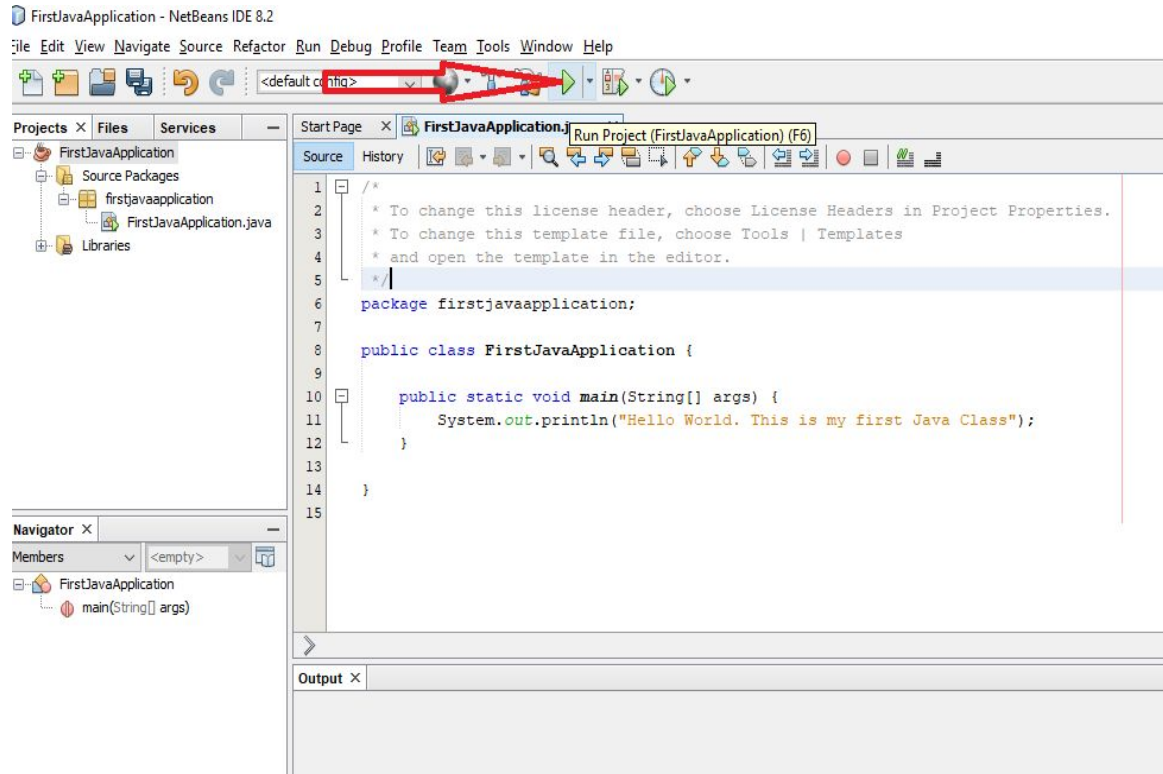 FirstJavaApplication - NetBeans IDE 8.2
File Edit View Navigate Source Refactor Run Debug Profile Team Tools Window Help
<default config>
Projects Files Services
Start Page FirstJavaApplication.j
Run Project (FirstJavaApplication) (F6)
Source History
FirstJavaApplication
Source Packages
firstjavaapplication
FirstJavaApplication.java
Libraries
1 /*
2 * To change this license header, choose License Headers in Project Properties.
3 * To change this template file, choose Tools | Templates
4 * and open the template in the editor.
5 */
6 package firstjavaapplication;
7
8 public class FirstJavaApplication {
9
10 public static void main(String[] args) {
11 System.out.println("Hello World. This is my first Java Class");
12 }
13
14 }
15
Navigator
Members <empty>
FirstJavaApplication
main(String[] args)
Output